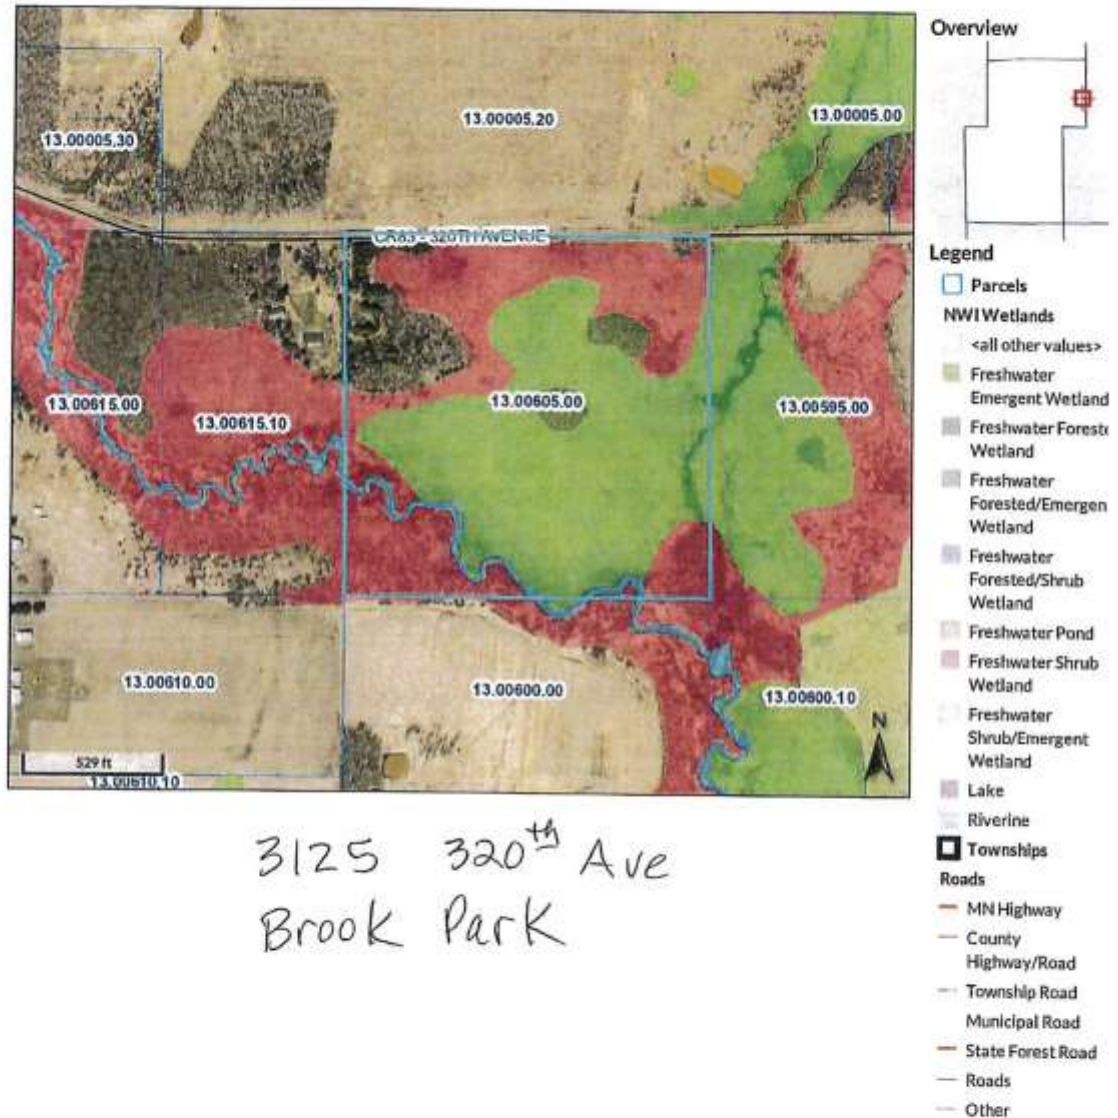 13.00005.30
13.00005.20
13.00005.00
CR83 - 320TH AVENUE
13.00615.00
13.00615.10
13.00605.00
13.00595.00
13.00610.00
13.00600.00
13.00600.10
N
529 ft
13.00610.10
3125 320th Ave
Brook Park
Overview
Legend
Parcels
NWI Wetlands
<all other values>
Freshwater
Emergent Wetland
Freshwater Foreste
Wetland
Freshwater
Forested/Emergen
Wetland
Freshwater
Forested/Shrub
Wetland
Freshwater Pond
Freshwater Shrub
Wetland
Freshwater
Shrub/Emergent
Wetland
Lake
Riverine
Townships
Roads
MN Highway
County
Highway/Road
Township Road
Municipal Road
State Forest Road
Roads
Other